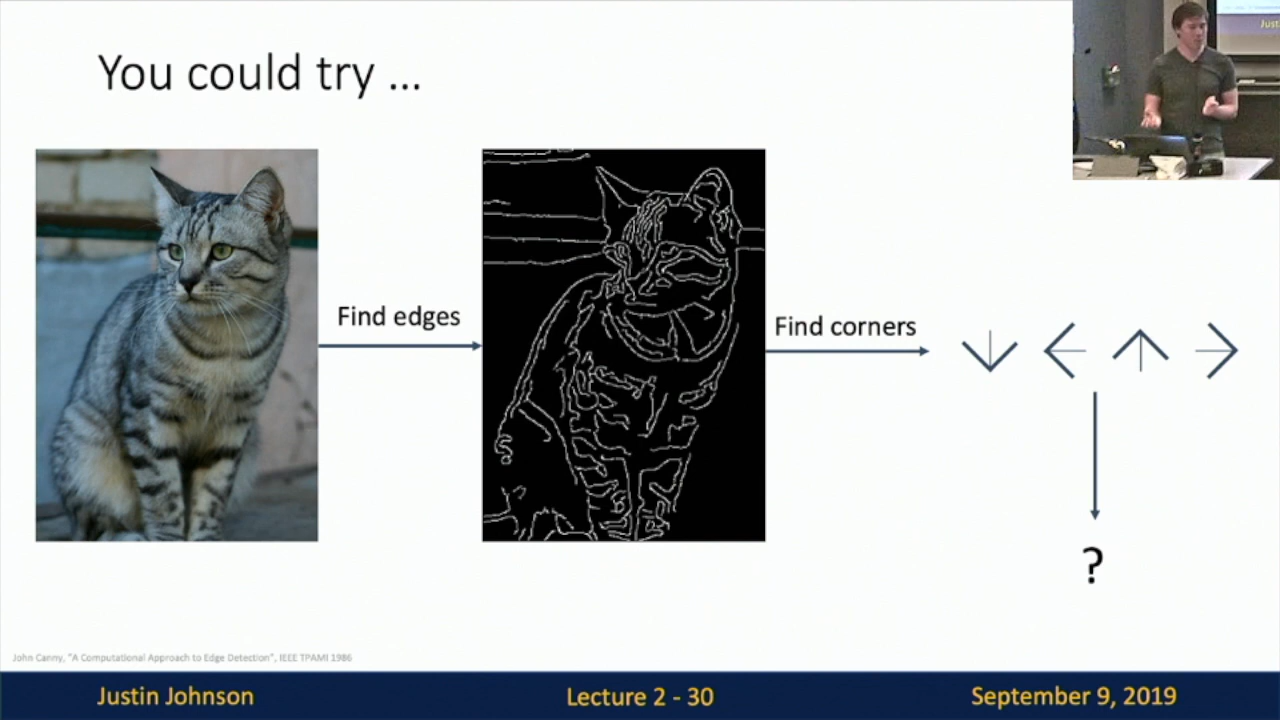 You could try ...
Find edges
Find corners
?
John Canny, "A Computational Approach to Edge Detection", IEEE TPAMI 1986
Justin Johnson
Lecture 2 - 30
September 9, 2019